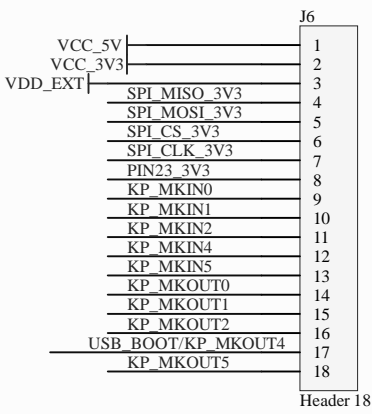 J6
VCC_5V 1
VCC_3V3 2
VDD_EXT 3
SPI_MISO_3V3 4
SPI_MOSI_3V3 5
SPI_CS_3V3 6
SPI_CLK_3V3 7
PIN23_3V3 8
KP_MKIN0 9
KP_MKIN1 10
KP_MKIN2 11
KP_MKIN4 12
KP_MKIN5 13
KP_MKOUT0 14
KP_MKOUT1 15
KP_MKOUT2 16
USB_BOOT/KP_MKOUT4 17
KP_MKOUT5 18
Header 18